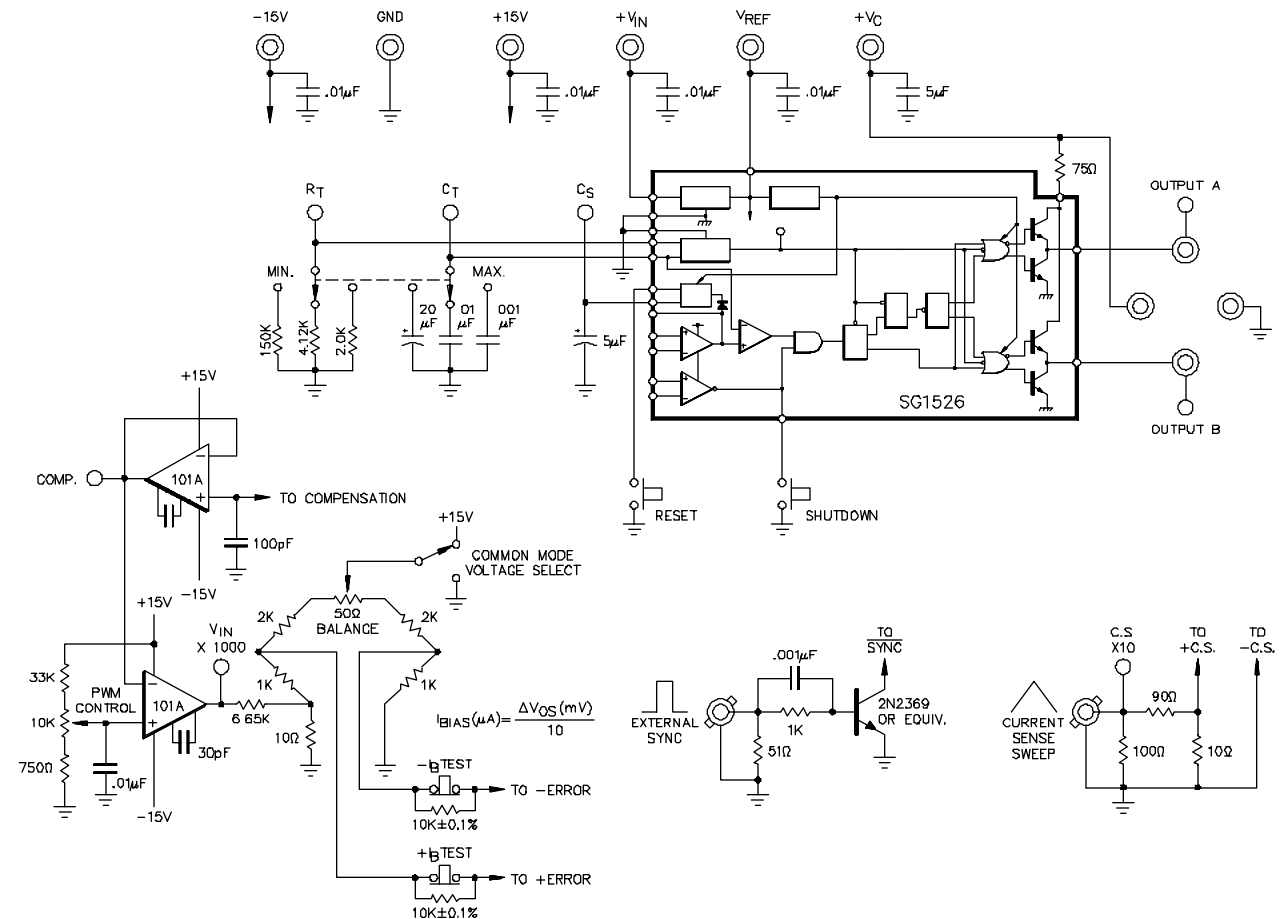 -15V
GND
+15V
+VIN
VREF
+VC
.01µF
.01µF
.01µF
.01µF
5µF
75Ω
OUTPUT A
RT
CT
CS
MIN.
MAX.
20 µF
.01 µF
.001 µF
150K
4.12K
2.0K
5µF
SG1526
OUTPUT B
+15V
COMP.
101A
TO COMPENSATION
100pF
-15V
RESET
SHUTDOWN
+15V
COMMON MODE
VOLTAGE SELECT
50Ω
BALANCE
2K
2K
1K
1K
+15V
VIN
X 1000
33K
10K
750Ω
PWM
CONTROL
101A
6.65K
10Ω
30pF
.01µF
-15V
IBIAS(µA)=ΔVOS(mV)/10
-IB TEST
TO -ERROR
10K±0.1%
+IB TEST
TO +ERROR
10K±0.1%
EXTERNAL
SYNC
.001µF
1K
51Ω
TO
SYNC
2N2369
OR EQUIV.
CURRENT
SENSE
SWEEP
C.S
X10
TO
+C.S.
TO
-C.S.
90Ω
100Ω
10Ω